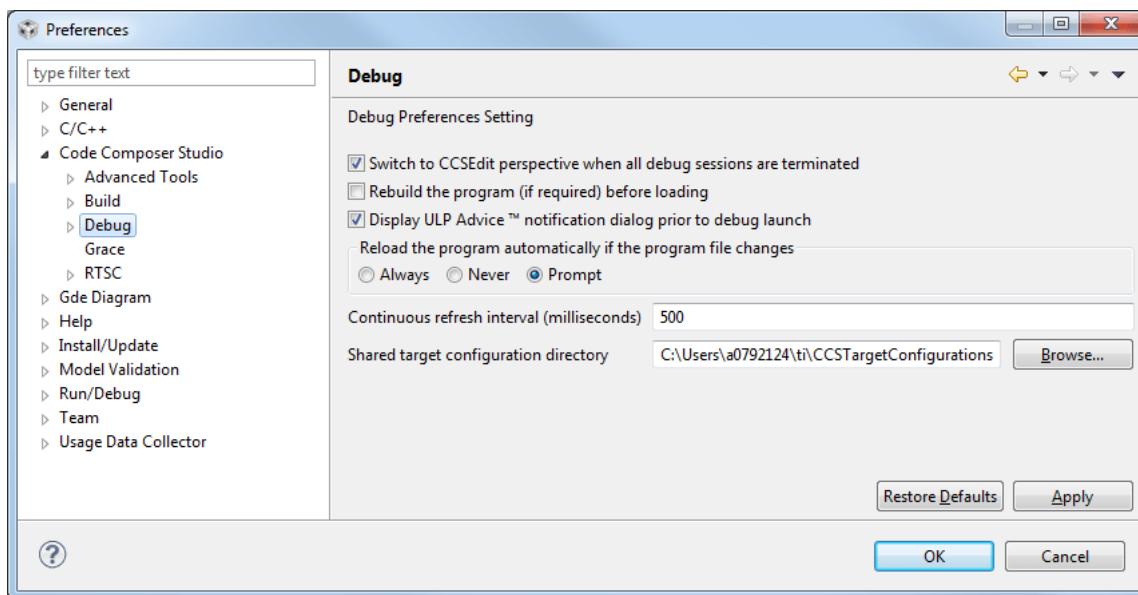 Preferences
type filter text
General
C/C++
Code Composer Studio
Advanced Tools
Build
Debug
Grace
RTSC
Gde Diagram
Help
Install/Update
Model Validation
Run/Debug
Team
Usage Data Collector
Debug
Debug Preferences Setting
Switch to CCSEdit perspective when all debug sessions are terminated
Rebuild the program (if required) before loading
Display ULP Advice ™ notification dialog prior to debug launch
Reload the program automatically if the program file changes
Always Never Prompt
Continuous refresh interval (milliseconds) 500
Shared target configuration directory C:\Users\a0792124\ti\CCSTargetConfigurations Browse...
Restore Defaults Apply
? OK Cancel